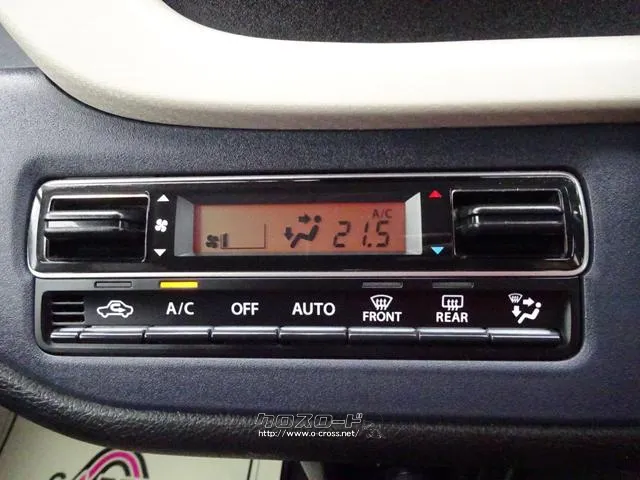 A/C
21.5
A/C OFF AUTO FRONT REAR
クロスロード
http://www.o-cross.net/